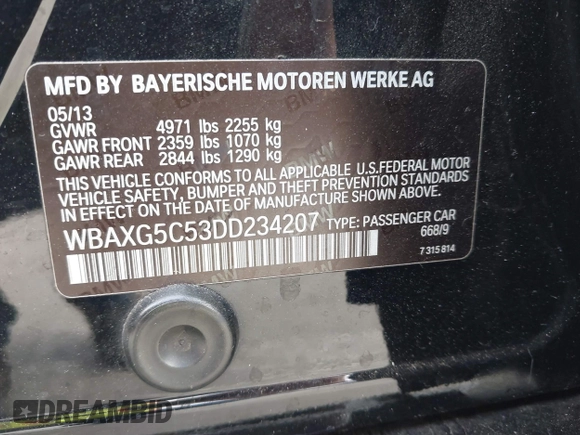 MFD BY BAYERISCHE MOTOREN WERKE AG
05/13
GVWR 4971 lbs 2255 kg
GAWR FRONT 2359 lbs 1070 kg
GAWR REAR 2844 lbs 1290 kg
THIS VEHICLE CONFORMS TO ALL APPLICABLE U.S.FEDERAL MOTOR
VEHICLE SAFETY, BUMPER AND THEFT PREVENTION
STANDARDS IN EFFECT ON THE DATE OF MANUFACTURE SHOWN ABOVE.
WBAXG5C53DD234207 TYPE: PASSENGER CAR
668/9
7 315 814
DREAMBID